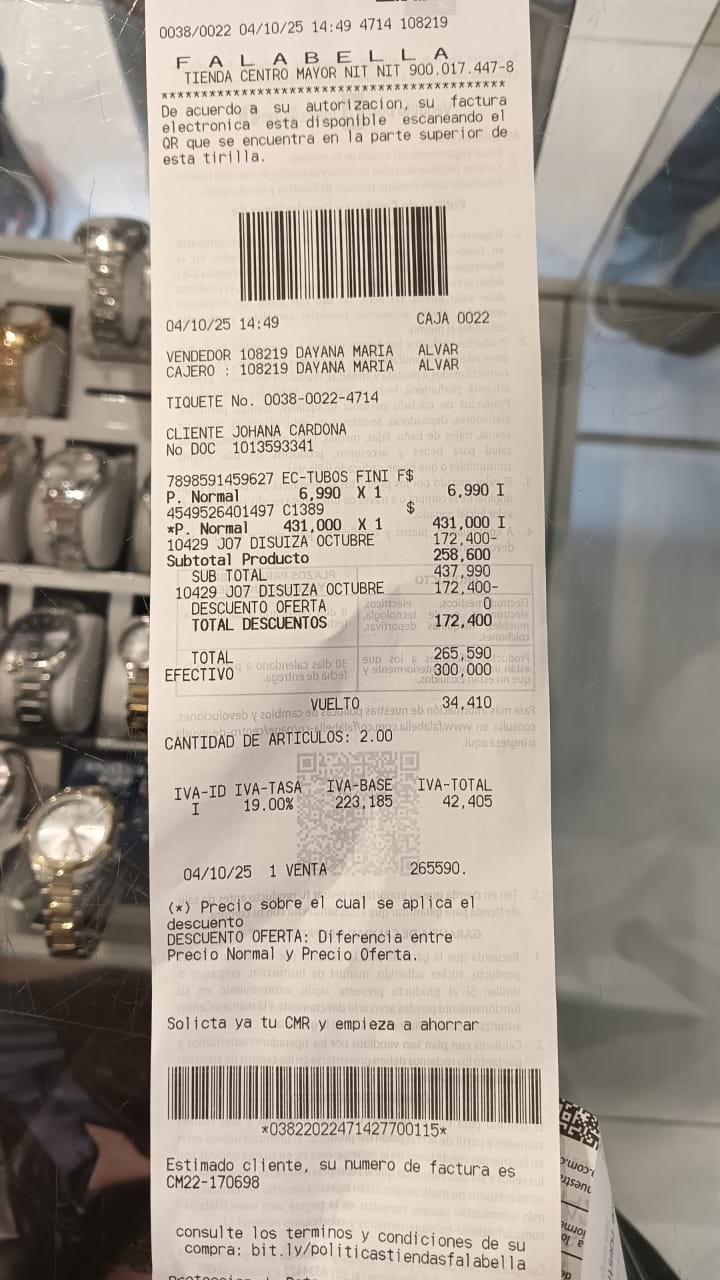 0038/0022 04/10/25 14:49 4714 108219
F A L A B E L L A
TIENDA CENTRO MAYOR NIT NIT 900.017.447-8
*******************************************
De acuerdo a su autorizacion, su factura
electronica esta disponible escaneando el
QR que se encuentra en la parte superior de
esta tirilla.
04/10/25 14:49 CAJA 0022
VENDEDOR 108219 DAYANA MARIA ALVAR
CAJERO : 108219 DAYANA MARIA ALVAR
TIQUETE No. 0038-0022-4714
CLIENTE JOHANA CARDONA
No DOC 1013593341
7898591459627 EC-TUBOS FINI F$
P. Normal 6,990 X 1 6,990 I
4549526401497 C1389 $
*P. Normal 431,000 X 1 431,000 I
10429 J07 DISUIZA OCTUBRE 172,400-
Subtotal Producto 258,600
SUB TOTAL 437,990
10429 J07 DISUIZA OCTUBRE 172,400-
DESCUENTO OFERTA 0
TOTAL DESCUENTOS 172,400
TOTAL 265,590
EFECTIVO 300,000
VUELTO 34,410
CANTIDAD DE ARTICULOS: 2.00
IVA-ID IVA-TASA IVA-BASE IVA-TOTAL
I 19.00% 223,185 42,405
04/10/25 1 VENTA 265590.
(*) Precio sobre el cual se aplica el
descuento
DESCUENTO OFERTA: Diferencia entre
Precio Normal y Precio Oferta.
Solicta ya tu CMR y empieza a ahorrar
*03822022471427700115*
Estimado cliente, su numero de factura es
CM22-170698
consulte los terminos y condiciones de su
compra: bit.ly/politicastiendasfalabella